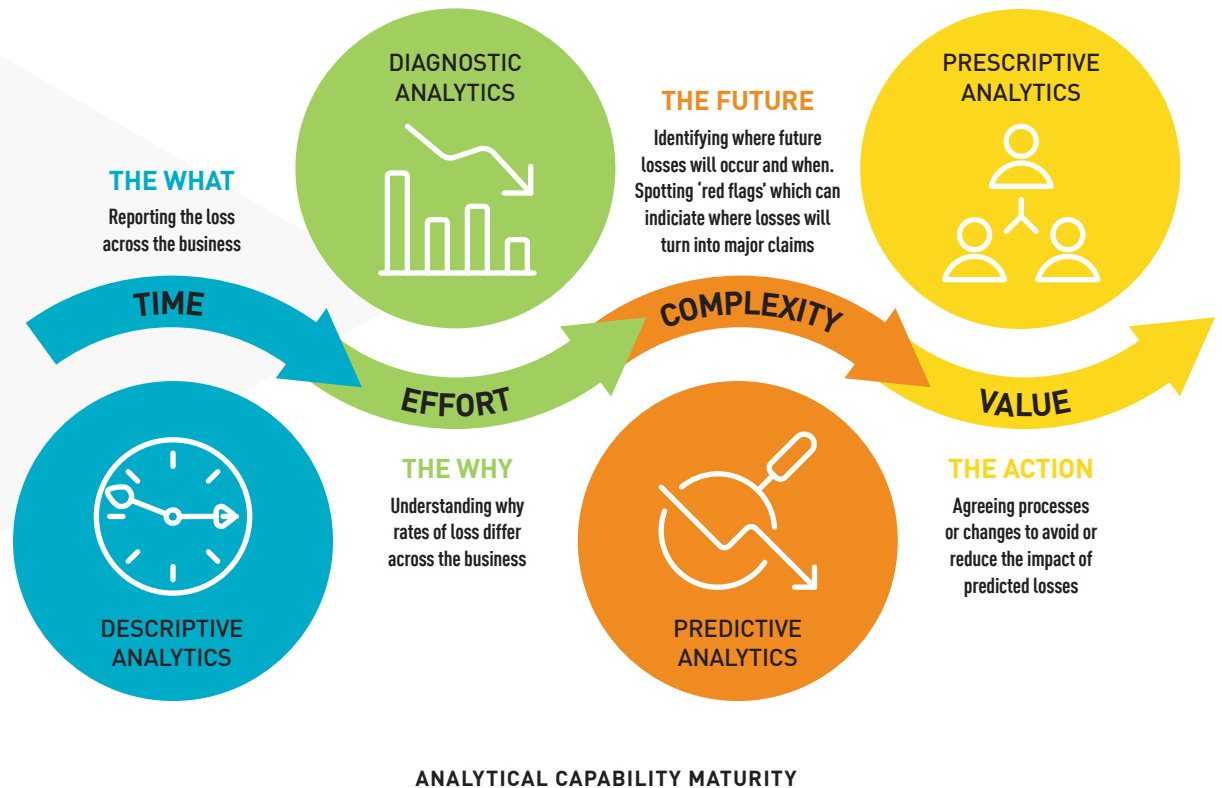 THE WHAT
Reporting the loss
across the business
TIME
DESCRIPTIVE
ANALYTICS
DIAGNOSTIC
ANALYTICS
EFFORT
THE WHY
Understanding why
rates of loss differ
across the business
THE FUTURE
Identifying where future
losses will occur and when.
Spotting ‘red flags’ which can
indiciate where losses will
turn into major claims
COMPLEXITY
PREDICTIVE
ANALYTICS
PRESCRIPTIVE
ANALYTICS
VALUE
THE ACTION
Agreeing processes
or changes to avoid or
reduce the impact of
predicted losses
ANALYTICAL CAPABILITY MATURITY